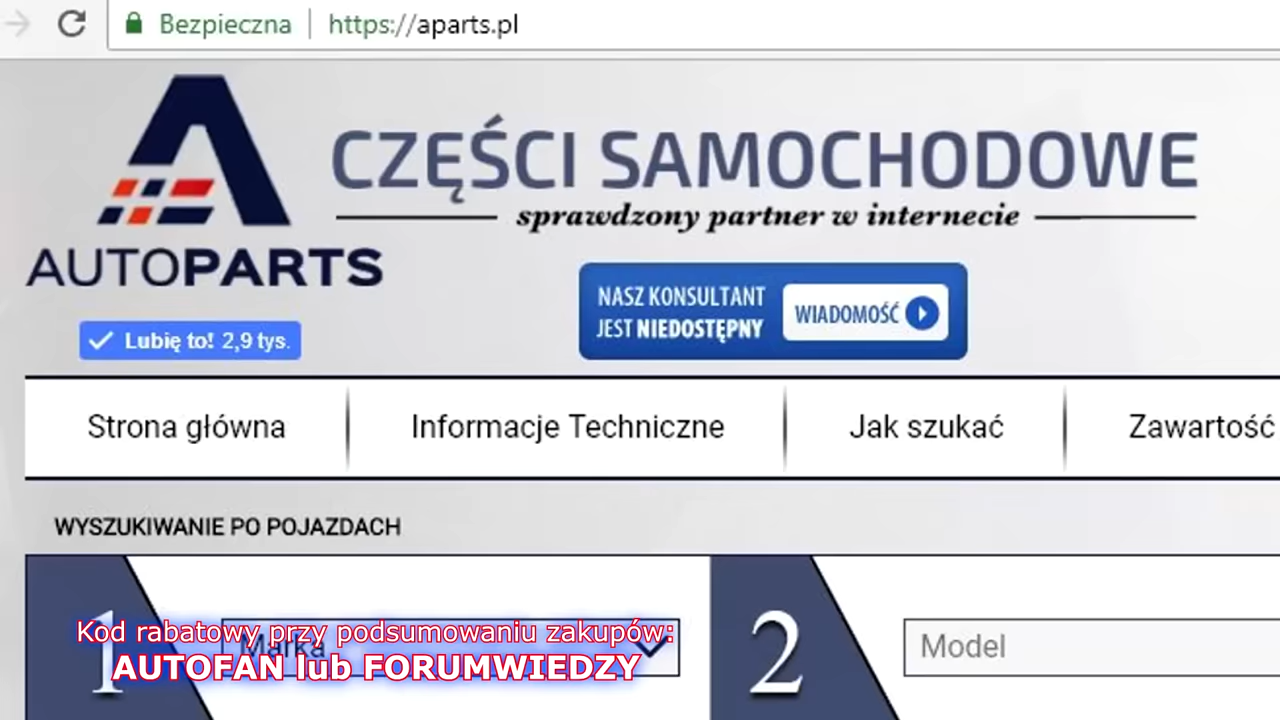 Bezpieczna https://aparts.pl
CZĘŚCI SAMOCHODOWE
sprawdzony partner w internecie
AUTOPARTS
NASZ KONSULTANT
JEST NIEDOSTĘPNY
WIADOMOŚĆ
Lubię to! 2,9 tys.
Strona główna Informacje Techniczne Jak szukać Zawartość
WYSZUKIWANIE PO POJAZDACH
1 Marka 2 Model
Kod rabatowy przy podsumowaniu zakupów:
AUTOFAN lub FORUMWIEDZY